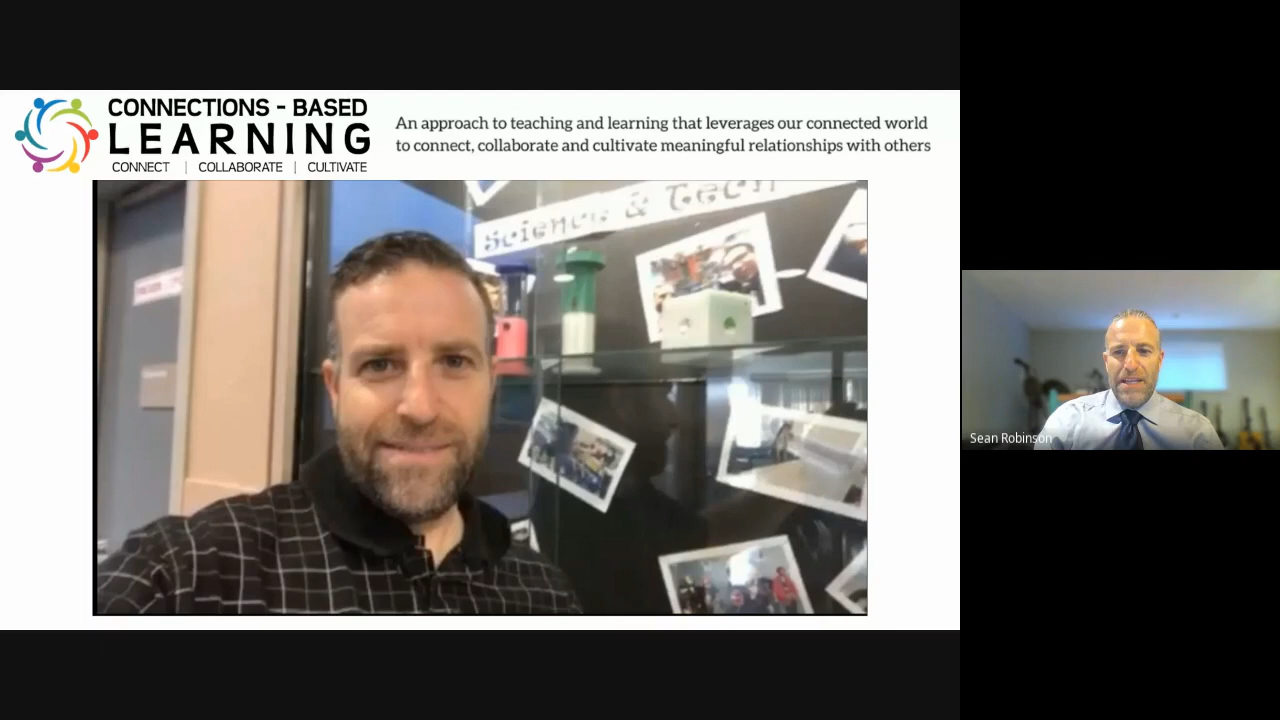 CONNECTIONS - BASED
LEARNING
CONNECT | COLLABORATE | CULTIVATE
An approach to teaching and learning that leverages our connected world
to connect, collaborate and cultivate meaningful relationships with others
Science & Tech
Sean Robinson